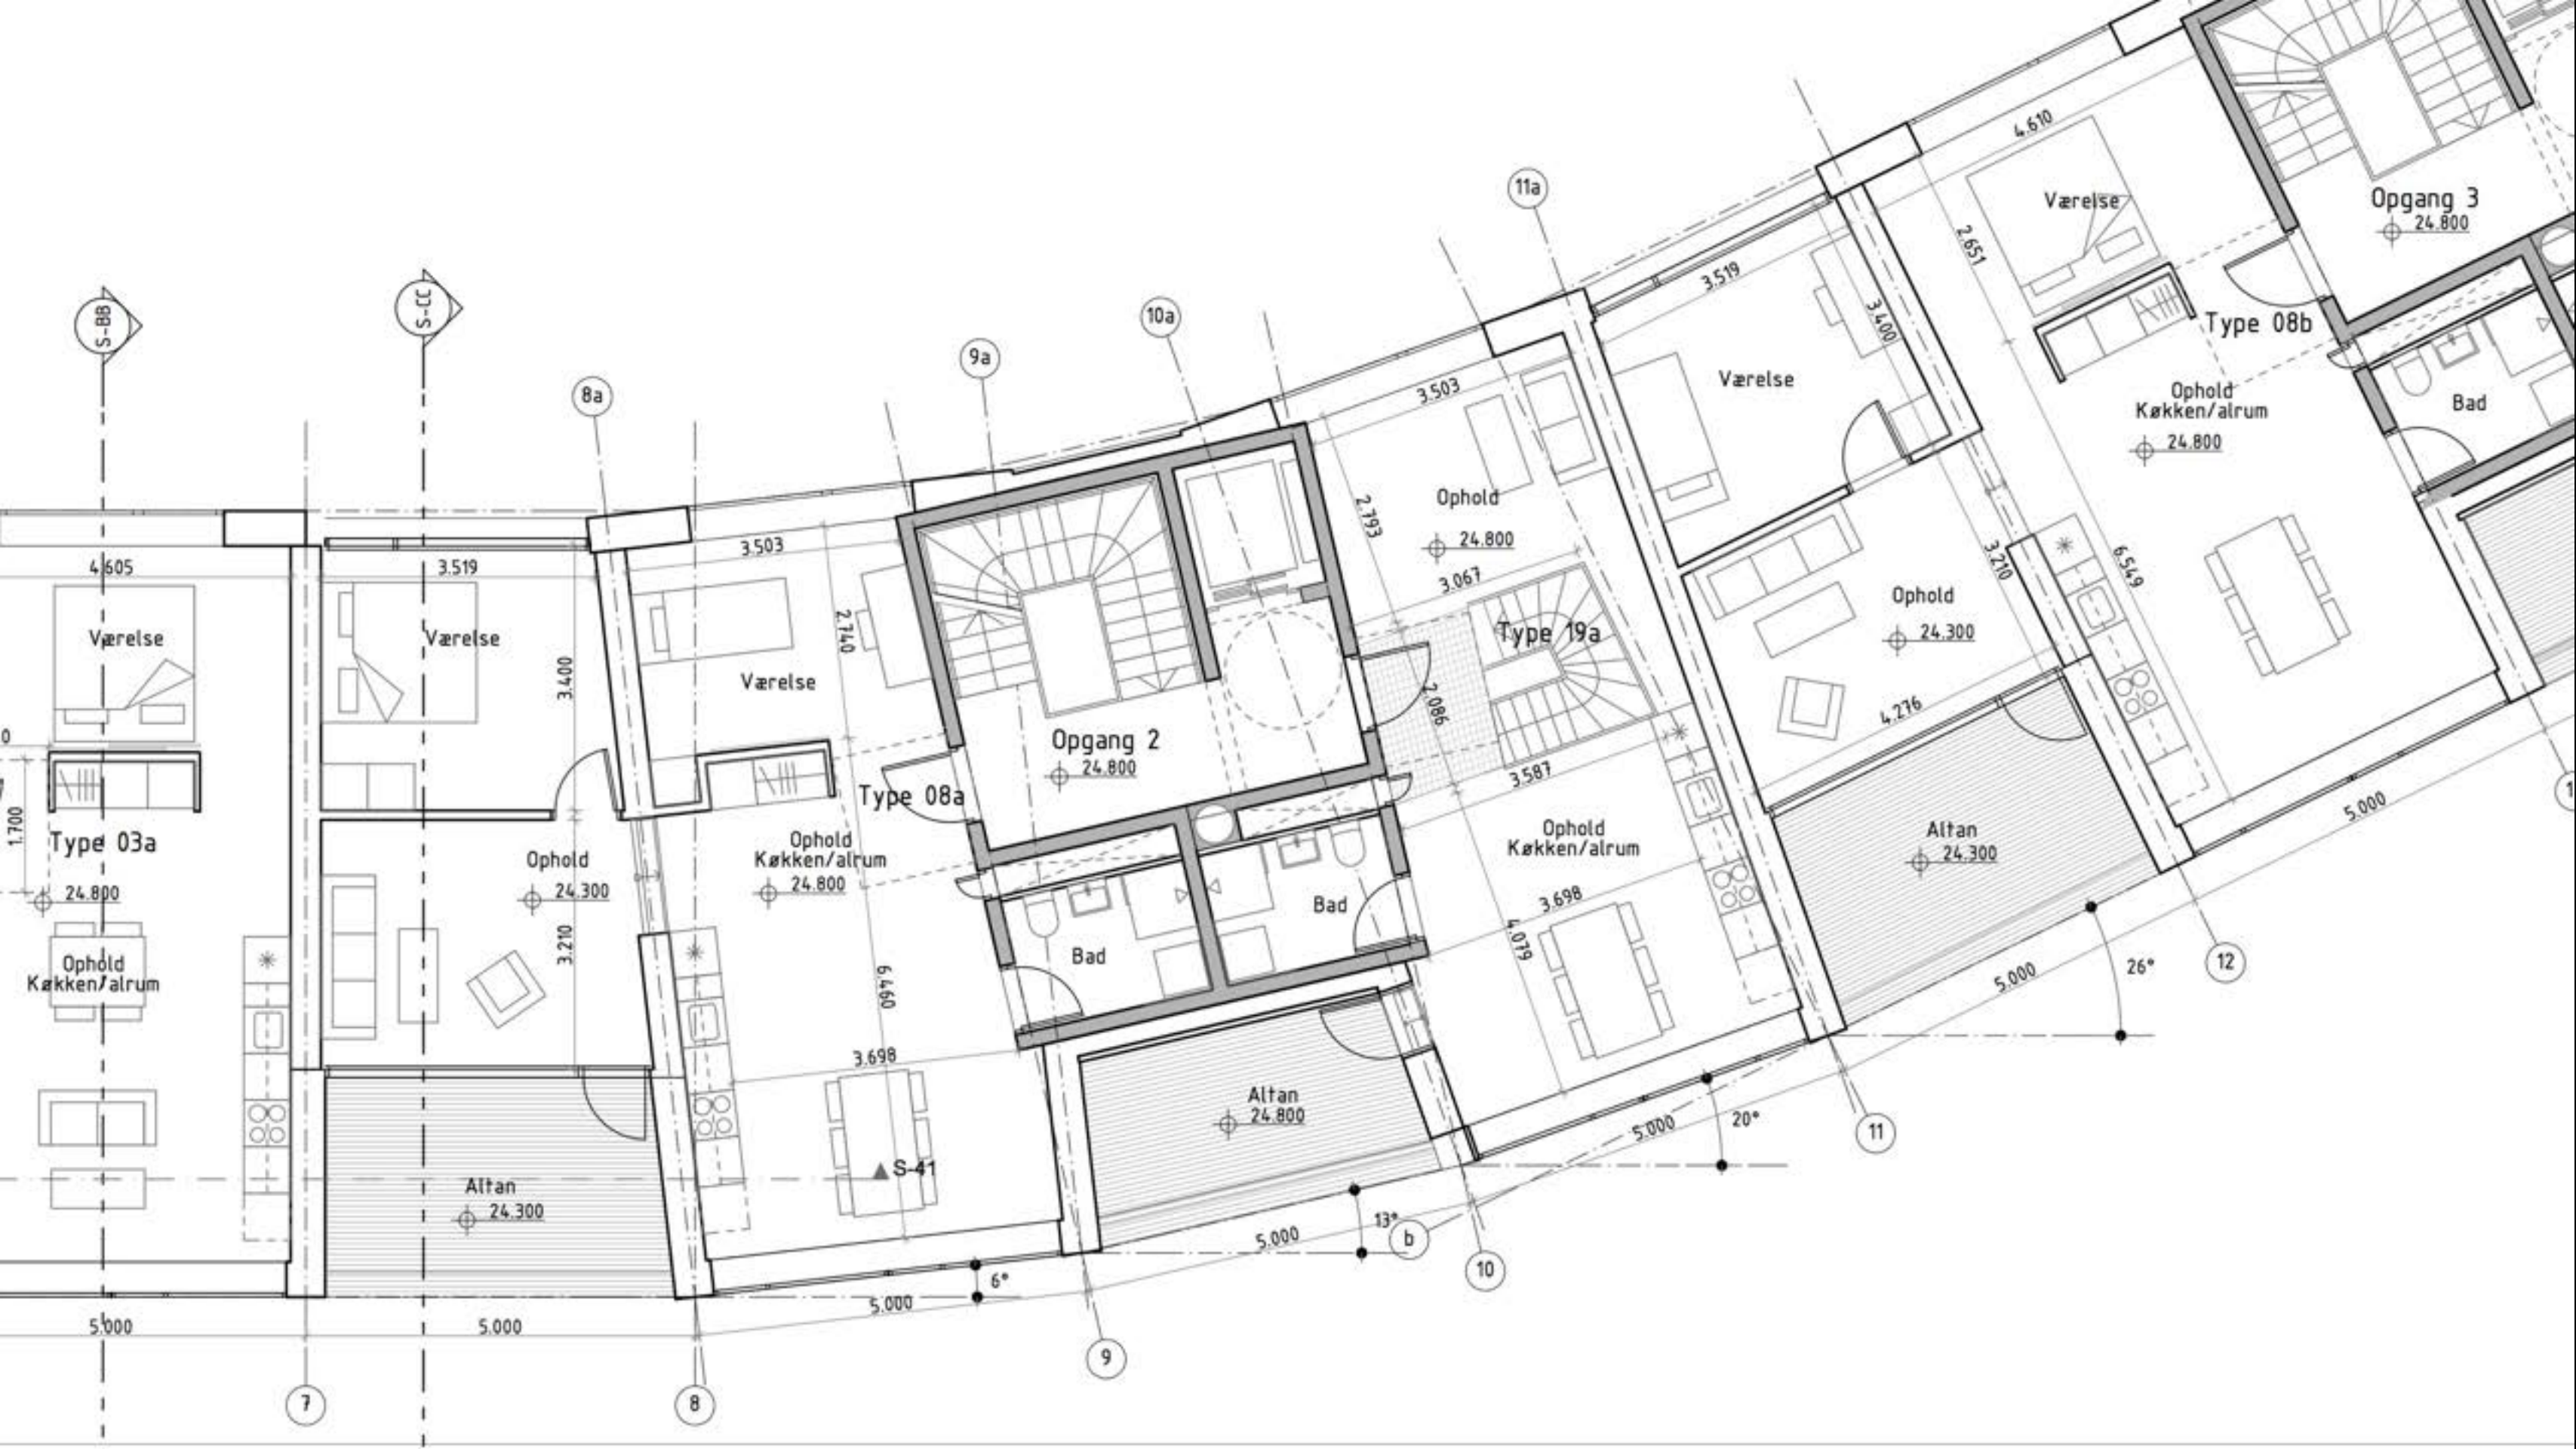 4.610
11a
Opgang 3
24.800
Værelse
2.651
3.519
3.400
Type 08b
S-BB
S-CC
10a
9a
8a
Værelse
Ophold
Køkken/alrum
24.800
Bad
3.503
Ophold
24.800
2.793
3.067
3.503
4.605
3.519
Værelse
Værelse
3.400
2.740
Værelse
Type 19a
2.086
3.587
Ophold
24.300
3.210
6.549
4.276
Opgang 2
24.800
Type 08a
0
1.700
Type 03a
24.800
Ophold
24.300
3.210
Ophold
Køkken/alrum
24.800
Ophold
Køkken/alrum
3.698
4.079
Altan
24.300
5.000
Bad
Bad
Ophold
Køkken/alrum
6.460
3.698
26°
12
5.000
Altan
24.800
5.000
20°
11
S-41
Altan
24.300
13°
b
5.000
10
6°
5.000
5.000
5.000
9
7
8